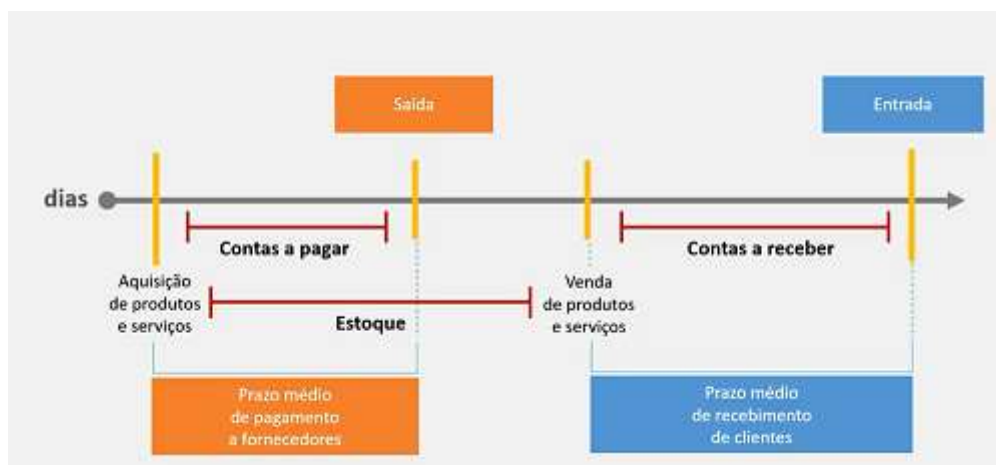 Saída
Entrada
dias
Contas a pagar
Contas a receber
Aquisição
de produtos
e serviços
Estoque
Venda
de produtos
e serviços
Prazo médio
de pagamento
a fornecedores
Prazo médio
de recebimento
de clientes